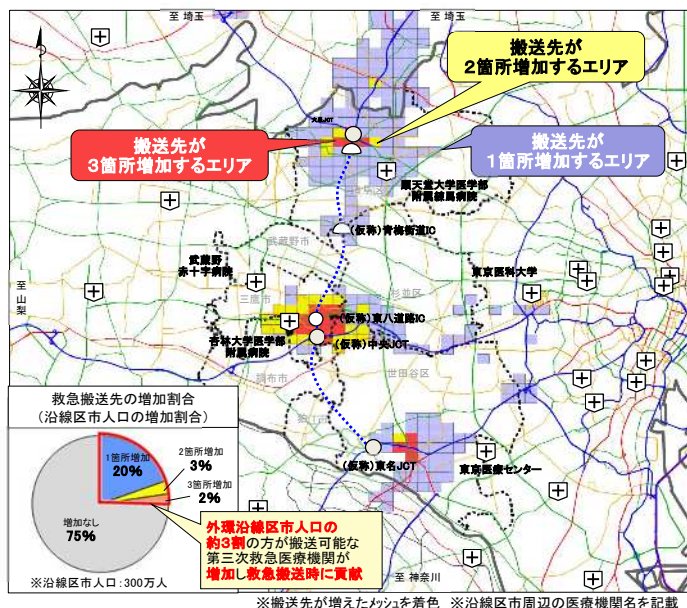 至 埼玉
至 埼玉
搬送先が
2箇所増加するエリア
大泉JCT
搬送先が
3箇所増加するエリア
搬送先が
1箇所増加するエリア
練馬区
順天堂大学医学部
附属練馬病院
(仮称)青梅街道IC
武蔵野市
武蔵野
赤十字病院
東京医科大学
至 山梨
三鷹市
杉並区
(仮称)東八道路IC
杏林大学医学部
附属病院
(仮称)中央JCT
世田谷区
調布市
狛江市
(仮称)東名JCT
東京医療センター
救急搬送先の増加割合
(沿線区市人口の増加割合)
1箇所増加
20%
2箇所増加
3%
3箇所増加
2%
増加なし
75%
外環沿線区市人口の
約3割の方が搬送可能な
第三次救急医療機関が
増加し救急搬送時に貢献
※沿線区市人口:300万人
至 神奈川
※搬送先が増えたメッシュを着色 ※沿線区市周辺の医療機関名を記載